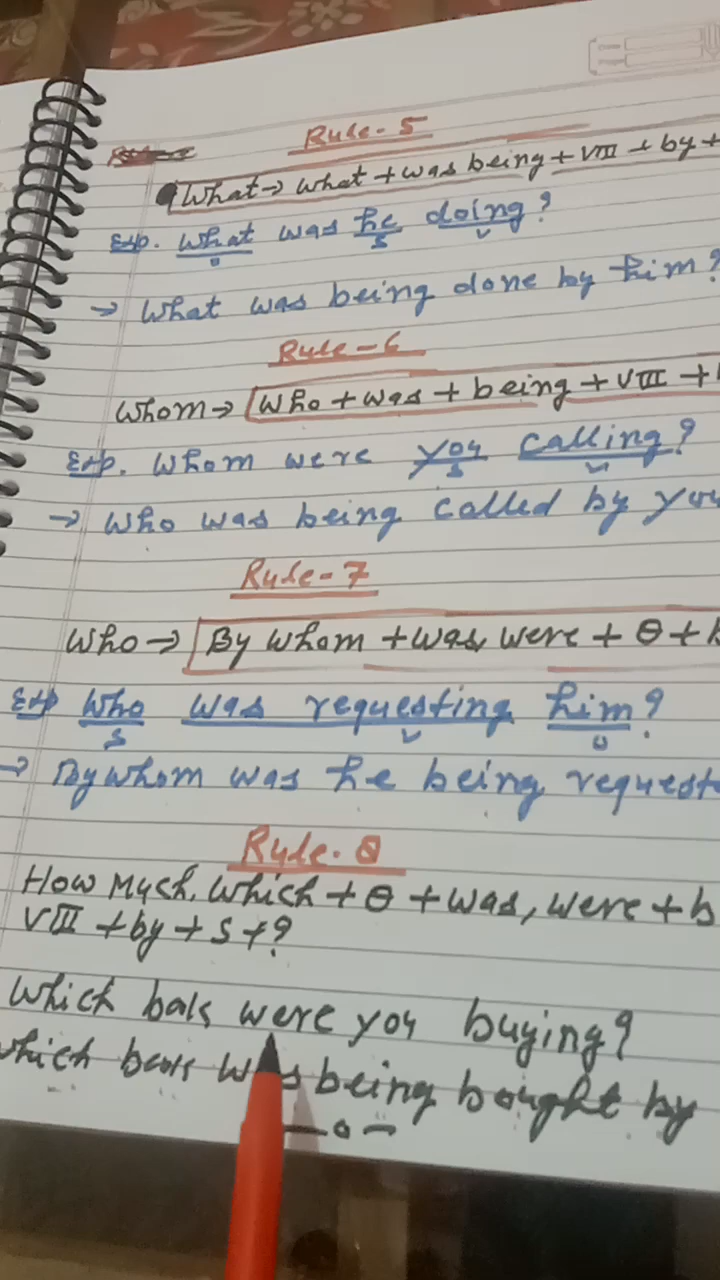 Rule-5
What→ What + was being + VIII + by +
Exp. What was he doing?
s
v
→ What was being done by him?
Rule-6
Whom→ Who + was + being + VIII +
Exp. Whom were you calling?
s v
→ Who was being called by you
Rule-7
Who→ By whom + was, were + O +
Exp Who was requesting him?
s v o
→ By whom was he being request
Rule-8
How Much, Which + O + was, were + b
VIII + by + S + ?
Which were you buying?
which being bought by